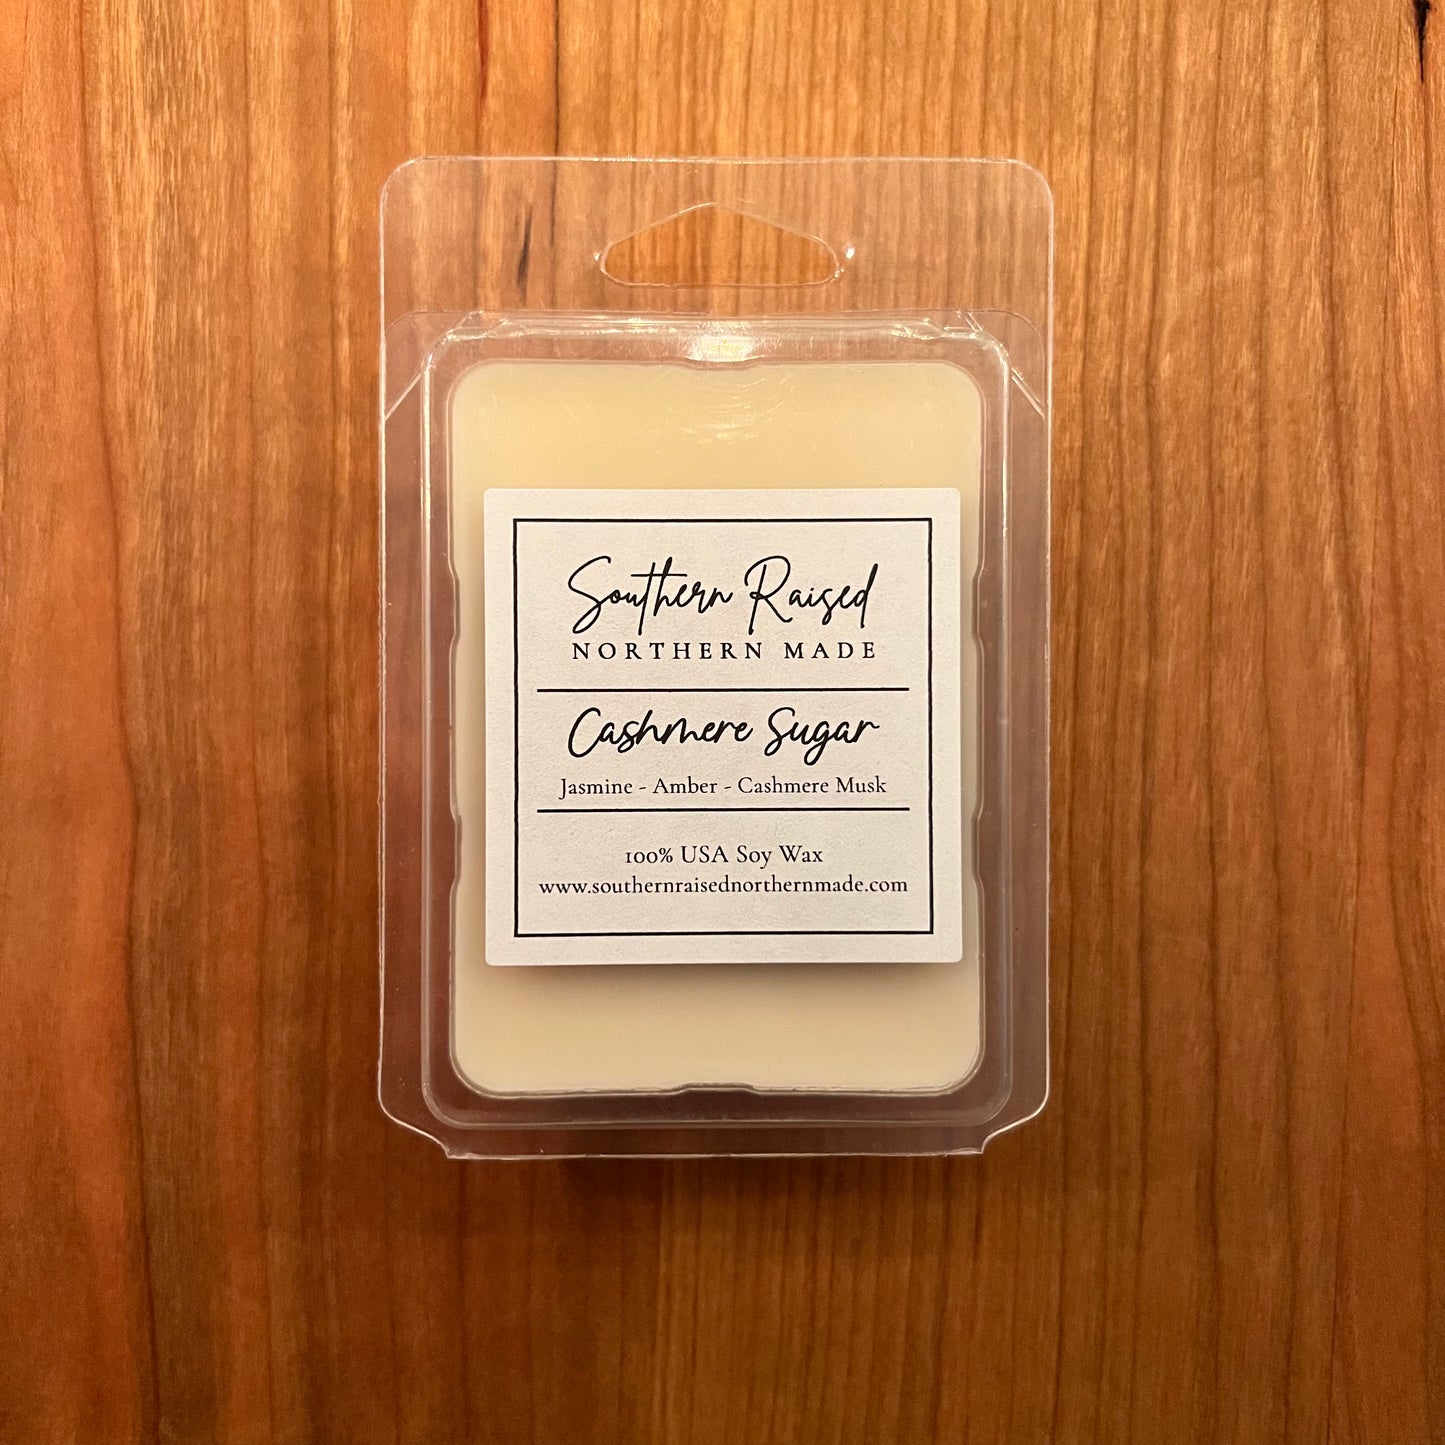 Southern Raised
NORTHERN MADE
Cashmere Sugar
Jasmine - Amber - Cashmere Musk
100% USA Soy Wax
www.southernraisednorthernmade.com